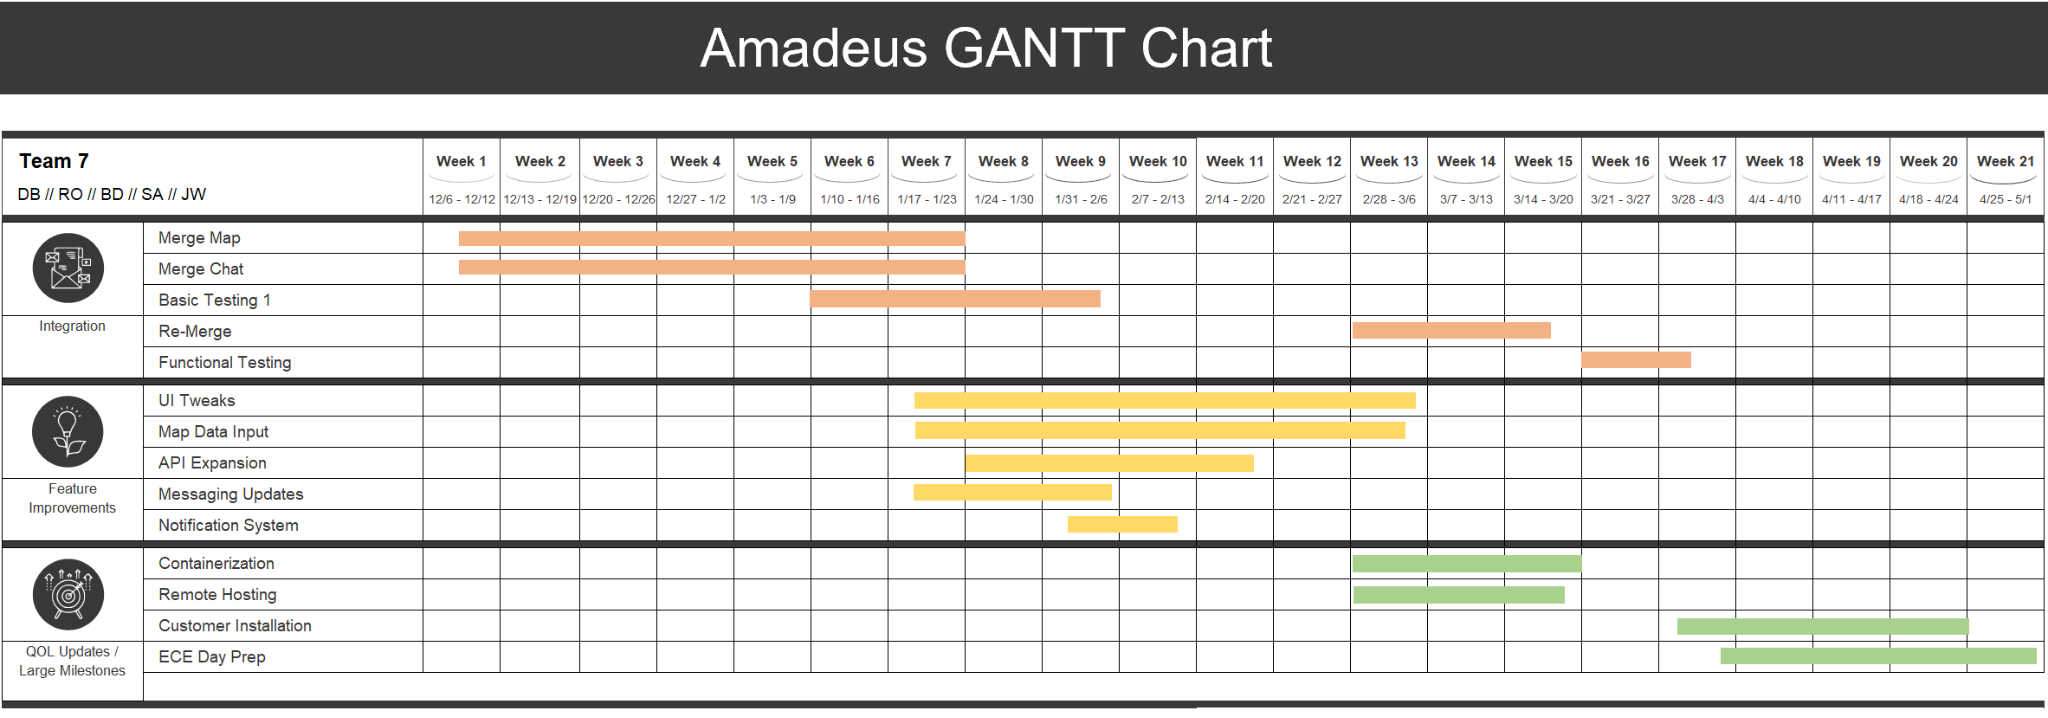 Amadeus GANTT Chart
Team 7
DB // RO // BD // SA // JW
Week 1 Week 2 Week 3 Week 4 Week 5 Week 6 Week 7 Week 8 Week 9 Week 10 Week 11 Week 12 Week 13 Week 14 Week 15 Week 16 Week 17 Week 18 Week 19 Week 20 Week 21
12/6 - 12/12 12/13 - 12/19 12/20 - 12/26 12/27 - 1/2 1/3 - 1/9 1/10 - 1/16 1/17 - 1/23 1/24 - 1/30 1/31 - 2/6 2/7 - 2/13 2/14 - 2/20 2/21 - 2/27 2/28 - 3/6 3/7 - 3/13 3/14 - 3/20 3/21 - 3/27 3/28 - 4/3 4/4 - 4/10 4/11 - 4/17 4/18 - 4/24 4/25 - 5/1
Integration
Merge Map
Merge Chat
Basic Testing 1
Re-Merge
Functional Testing
Feature
Improvements
UI Tweaks
Map Data Input
API Expansion
Messaging Updates
Notification System
QOL Updates /
Large Milestones
Containerization
Remote Hosting
Customer Installation
ECE Day Prep